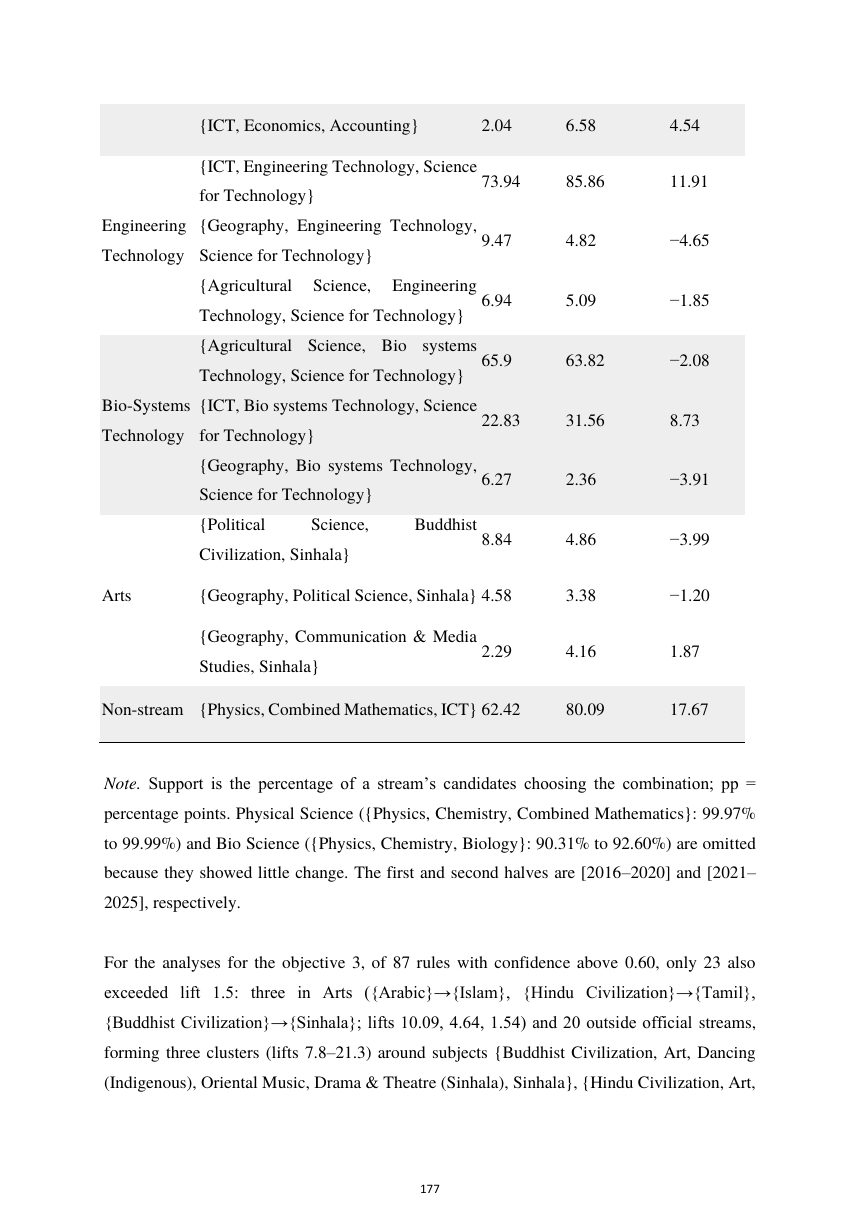 {ICT, Economics, Accounting} 2.04 6.58 4.54
{ICT, Engineering Technology, Science
for Technology} 73.94 85.86 11.91
Engineering {Geography, Engineering Technology,
Technology Science for Technology} 9.47 4.82 −4.65
{Agricultural Science, Engineering
Technology, Science for Technology} 6.94 5.09 −1.85
{Agricultural Science, Bio systems
Technology, Science for Technology} 65.9 63.82 −2.08
Bio-Systems {ICT, Bio systems Technology, Science
Technology for Technology} 22.83 31.56 8.73
{Geography, Bio systems Technology,
Science for Technology} 6.27 2.36 −3.91
{Political Science, Buddhist
Civilization, Sinhala} 8.84 4.86 −3.99
Arts {Geography, Political Science, Sinhala} 4.58 3.38 −1.20
{Geography, Communication & Media
Studies, Sinhala} 2.29 4.16 1.87
Non-stream {Physics, Combined Mathematics, ICT} 62.42 80.09 17.67
Note. Support is the percentage of a stream’s candidates choosing the combination; pp =
percentage points. Physical Science ({Physics, Chemistry, Combined Mathematics}: 99.97%
to 99.99%) and Bio Science ({Physics, Chemistry, Biology}: 90.31% to 92.60%) are omitted
because they showed little change. The first and second halves are [2016–2020] and [2021–
2025], respectively.
For the analyses for the objective 3, of 87 rules with confidence above 0.60, only 23 also
exceeded lift 1.5: three in Arts ({Arabic}→{Islam}, {Hindu Civilization}→{Tamil},
{Buddhist Civilization}→{Sinhala}; lifts 10.09, 4.64, 1.54) and 20 outside official streams,
forming three clusters (lifts 7.8–21.3) around subjects {Buddhist Civilization, Art, Dancing
(Indigenous), Oriental Music, Drama & Theatre (Sinhala), Sinhala}, {Hindu Civilization, Art,
177